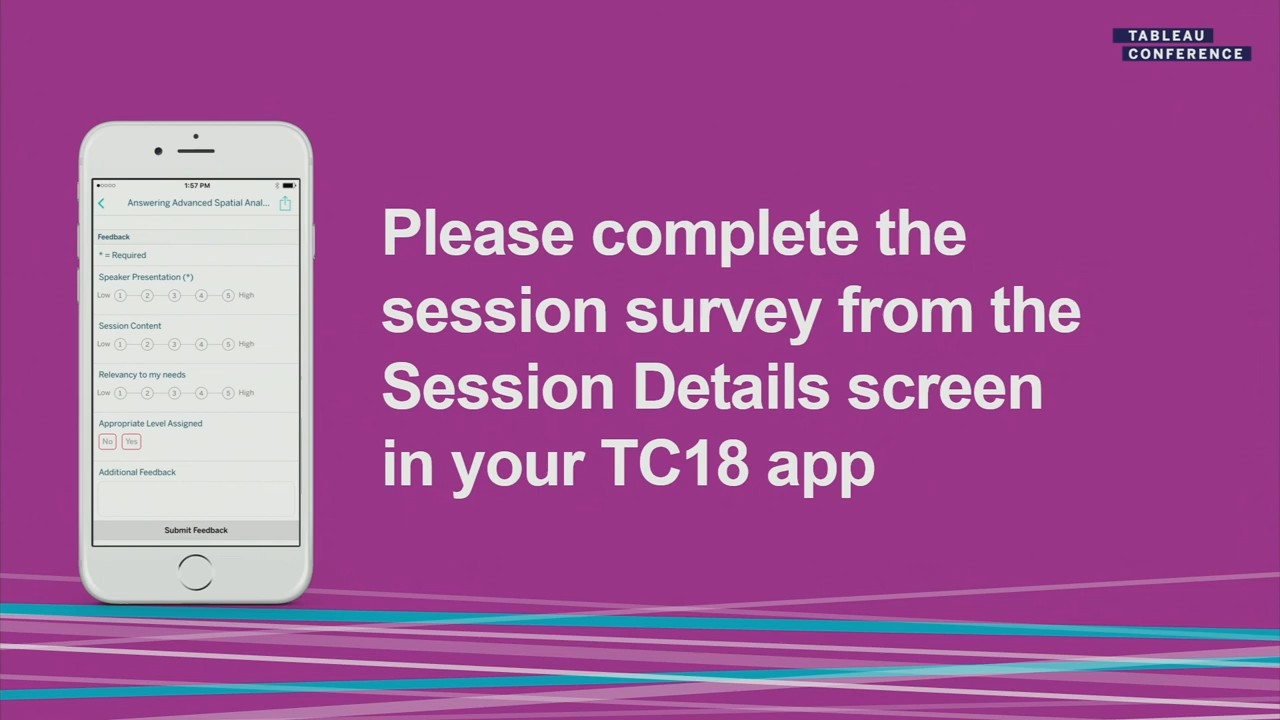 TABLEAU
CONFERENCE
1:57 PM
Answering Advanced Spatial Anal...
Feedback
* = Required
Speaker Presentation (*)
Low 1 2 3 4 5 High
Session Content
Low 1 2 3 4 5 High
Relevancy to my needs
Low 1 2 3 4 5 High
Appropriate Level Assigned
No Yes
Additional Feedback
Submit Feedback
Please complete the
session survey from the
Session Details screen
in your TC18 app